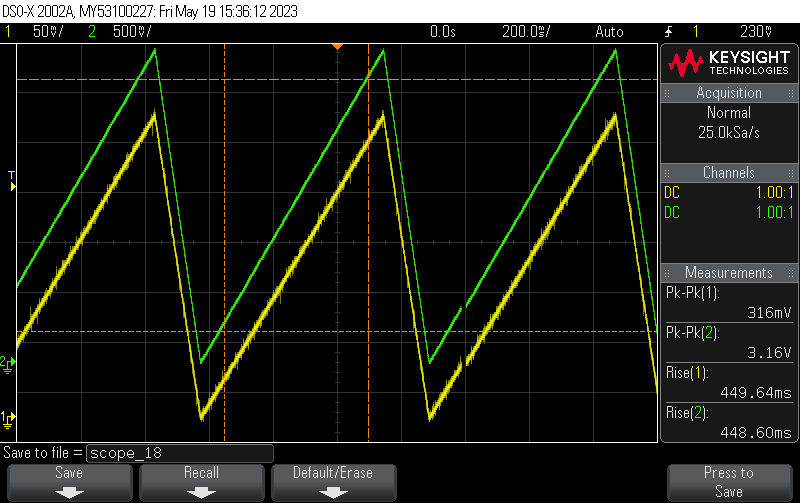 DSO-X 2002A, MY53100227: Fri May 19 15:36:12 2023
1 50♈/ 2 500♈/ 0.0s 200.0♈/ Auto 1 230♈
KEYSIGHT
TECHNOLOGIES
Acquisition
Normal
25.0kSa/s
Channels
DC 1.00:1
DC 1.00:1
Measurements
Pk-Pk(1):
316mV
Pk-Pk(2):
3.16V
Rise(1):
449.64ms
Rise(2):
448.60ms
T
2
1
Save to file = scope_18
Save
Recall
Default/Erase
Press to
Save